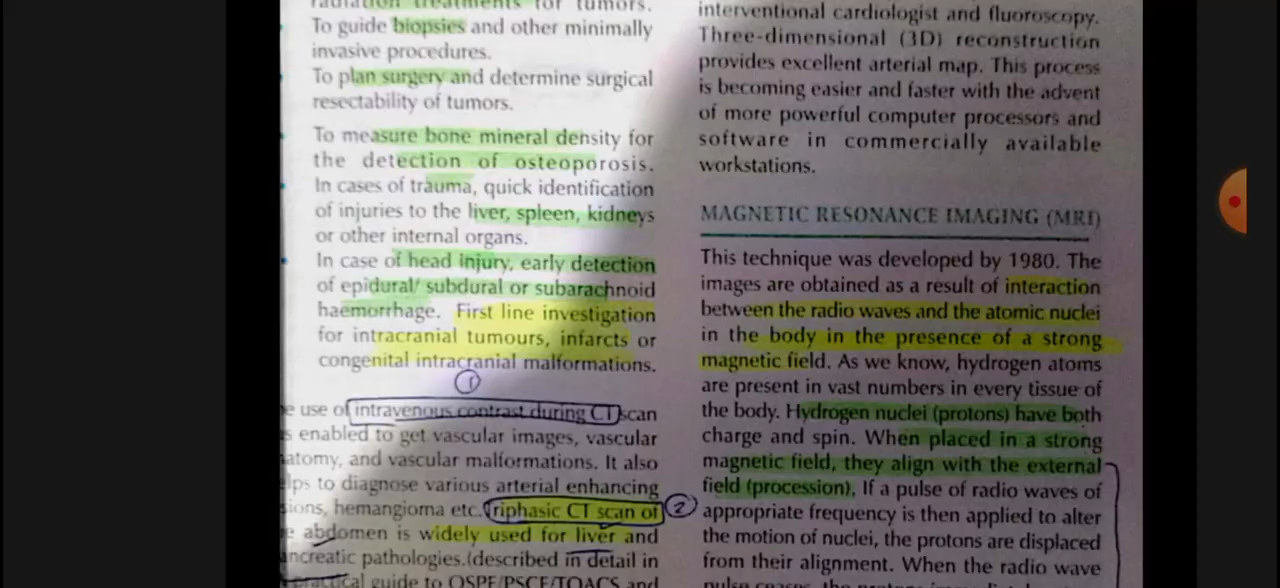 radiation treatments for tumors.
To guide biopsies and other minimally
invasive procedures.
To plan surgery and determine surgical
resectability of tumors.
To measure bone mineral density for
the detection of osteoporosis.
In cases of trauma, quick identification
of injuries to the liver, spleen, kidneys
or other internal organs.
In case of head injury, early detection
of epidural/ subdural or subarachnoid
haemorrhage. First line investigation
for intracranial tumours, infarcts or
congenital intracranial malformations.
1
use of intravenous contrast during CT scan
enabled to get vascular images, vascular
atomy, and vascular malformations. It also
lps to diagnose various arterial enhancing
sions, hemangioma etc. Triphasic CT scan of
abdomen is widely used for liver and
ncreatic pathologies.(described in detail in
practical guide to OSPE/PSCE/TOACS and
interventional cardiologist and fluoroscopy.
Three-dimensional (3D) reconstruction
provides excellent arterial map. This process
is becoming easier and faster with the advent
of more powerful computer processors and
software in commercially available
workstations.
MAGNETIC RESONANCE IMAGING (MRI)
This technique was developed by 1980. The
images are obtained as a result of interaction
between the radio waves and the atomic nuclei
in the body in the presence of a strong
magnetic field. As we know, hydrogen atoms
are present in vast numbers in every tissue of
the body. Hydrogen nuclei (protons) have both
charge and spin. When placed in a strong
magnetic field, they align with the external
field (procession). If a pulse of radio waves of
2
appropriate frequency is then applied to alter
the motion of nuclei, the protons are displaced
from their alignment. When the radio wave